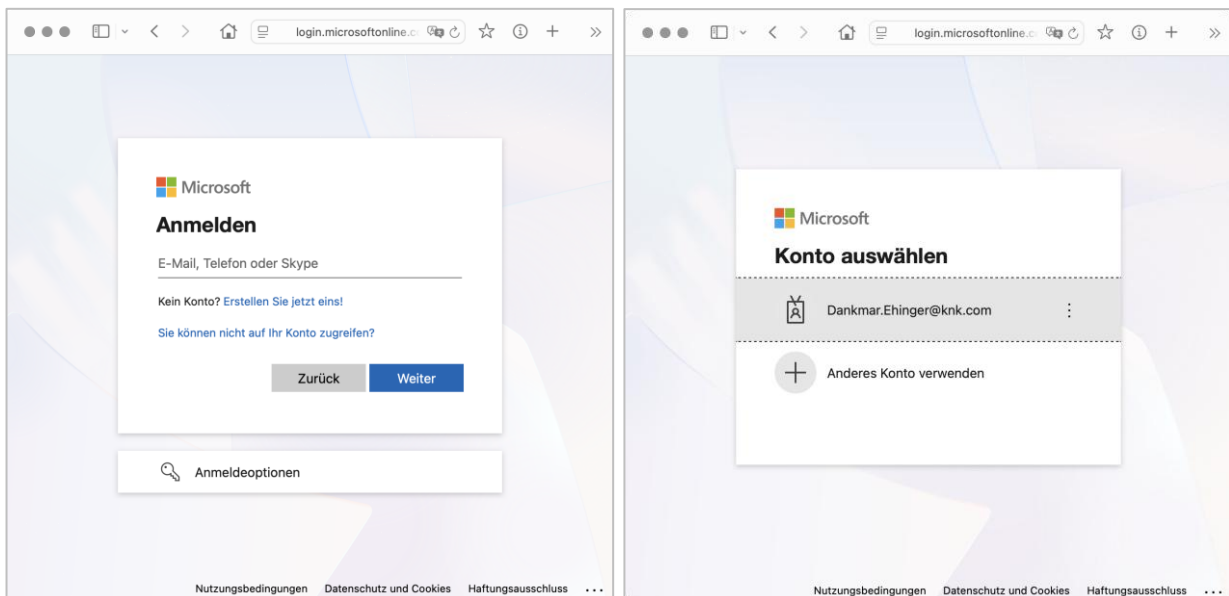 login.microsoftonline.c
Microsoft
Anmelden
E-Mail, Telefon oder Skype
Kein Konto? Erstellen Sie jetzt eins!
Sie können nicht auf Ihr Konto zugreifen?
Zurück
Weiter
Anmeldeoptionen
Nutzungsbedingungen Datenschutz und Cookies Haftungsausschluss ...
login.microsoftonline.c
Microsoft
Konto auswählen
Dankmar.Ehinger@knk.com
Anderes Konto verwenden
Nutzungsbedingungen Datenschutz und Cookies Haftungsausschluss ...